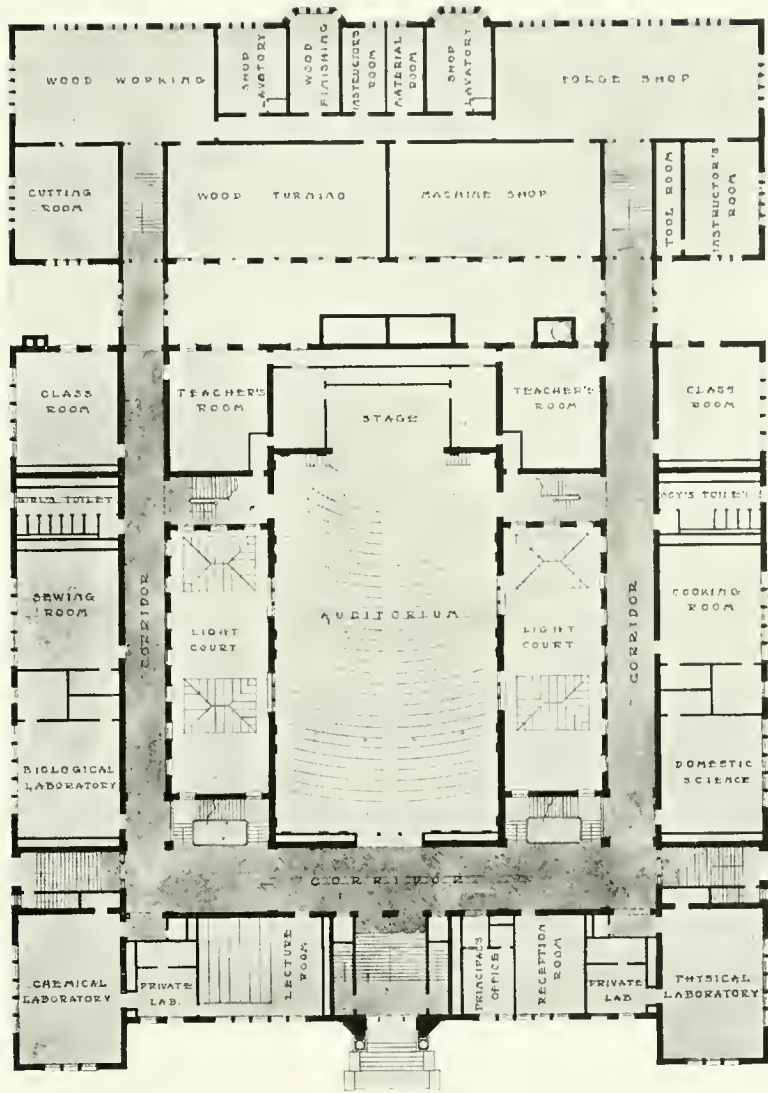 WOOD WORKING
SHOP
LAVATORY
WOOD
FINISHING
INSTRUCTORS
ROOM
MATERIAL
ROOM
SHOP
LAVATORY
FORGE SHOP
CUTTING
ROOM
WOOD TURNING
MACHINE SHOP
TOOL ROOM
INSTRUCTOR'S
ROOM
CLASS
ROOM
TEACHER'S
ROOM
STAGE
TEACHER'S
ROOM
CLASS
ROOM
GIRL'S TOILET
BOY'S TOILET
SEWING
ROOM
CORRIDOR
LIGHT
COURT
AUDITORIUM
LIGHT
COURT
CORRIDOR
COOKING
ROOM
BIOLOGICAL
LABORATORY
DOMESTIC
SCIENCE
CORRIDOR
CHEMICAL
LABORATORY
PRIVATE
LAB.
LECTURE
ROOM
PRINCIPAL'S
OFFICE
RECEPTION
ROOM
PRIVATE
LAB
PHYSICAL
LABORATORY